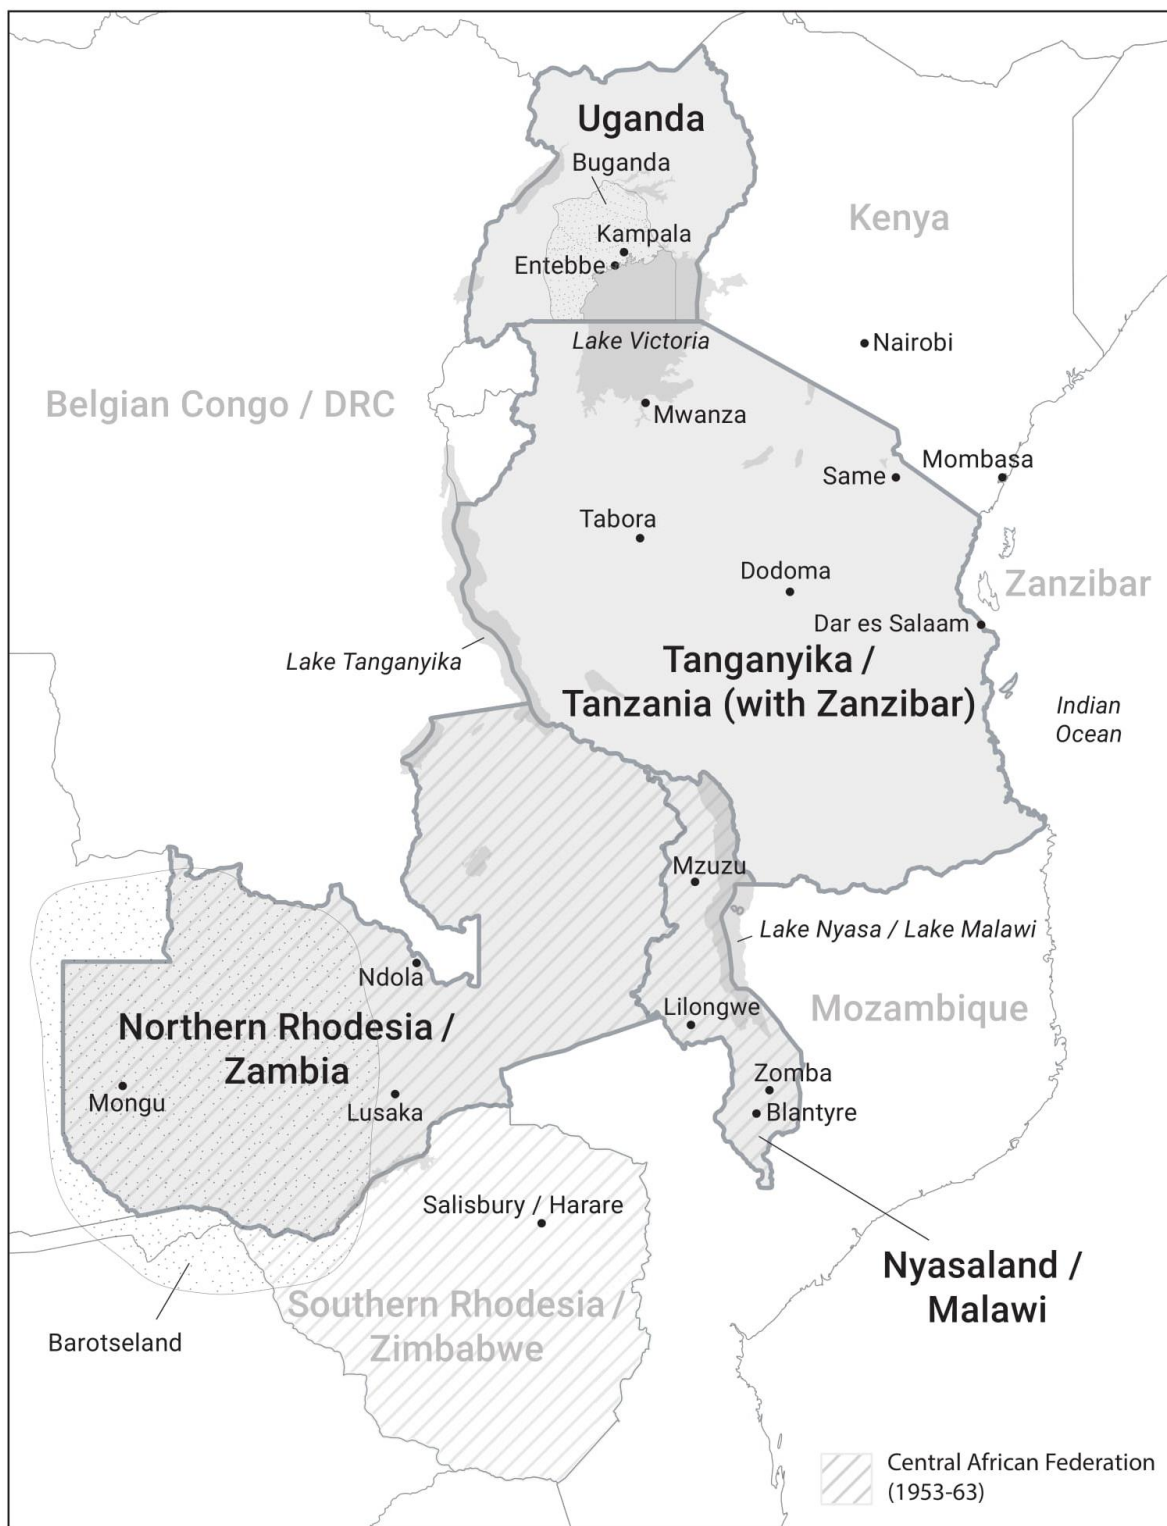 Uganda
Buganda
Kampala
Entebbe
Kenya
Lake Victoria
Nairobi
Belgian Congo / DRC
Mwanza
Mombasa
Same
Tabora
Dodoma
Zanzibar
Dar es Salaam
Lake Tanganyika
Tanganyika /
Tanzania (with Zanzibar)
Indian
Ocean
Mzuzu
Lake Nyasa / Lake Malawi
Ndola
Lilongwe
Mozambique
Northern Rhodesia /
Zambia
Mongu
Lusaka
Zomba
Blantyre
Salisbury / Harare
Nyasaland /
Malawi
Southern Rhodesia /
Zimbabwe
Barotseland
Central African Federation
(1953-63)